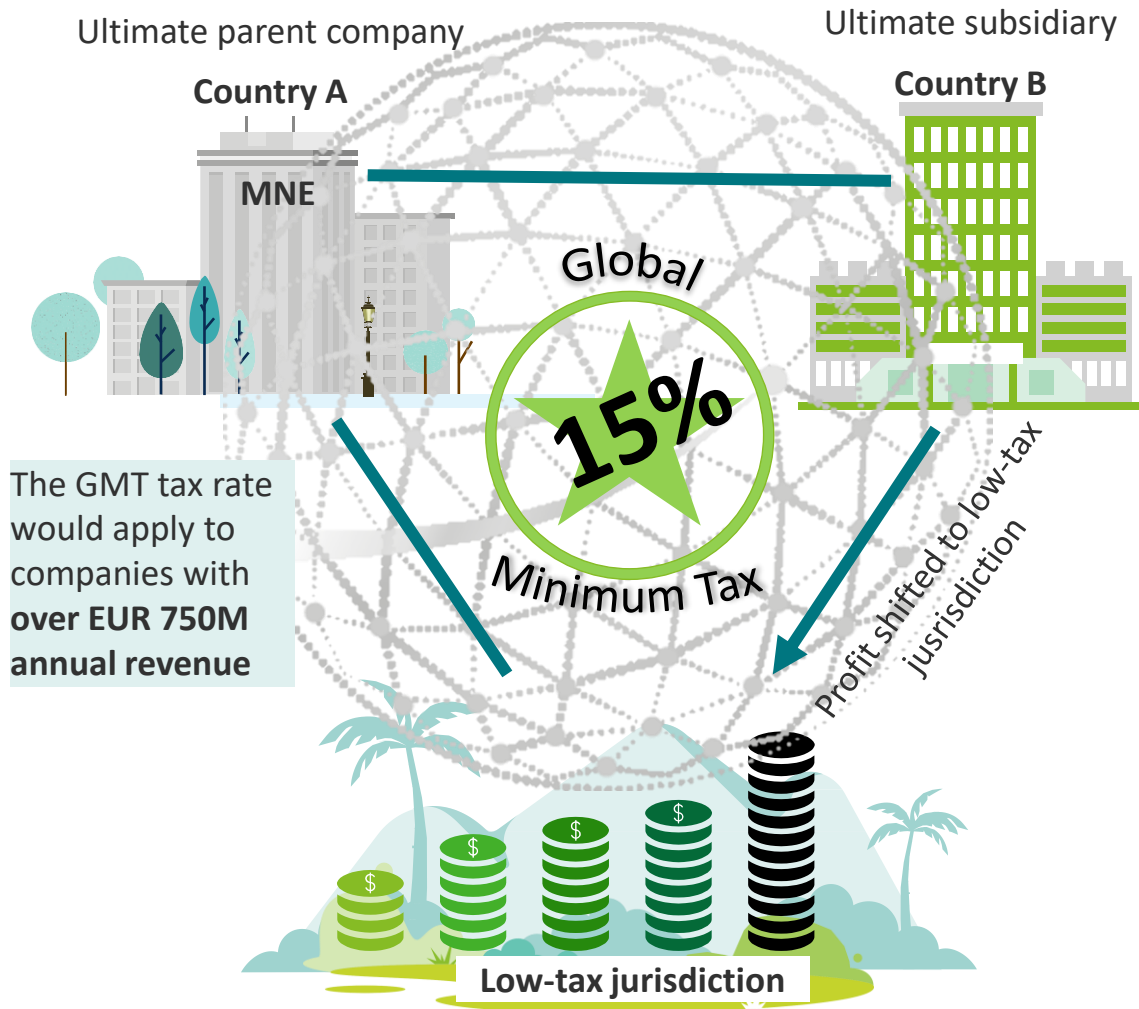 Ultimate parent company
Country A
MNE
Ultimate subsidiary
Country B
Global
15%
Minimum Tax
The GMT tax rate
would apply to
companies with
over EUR 750M
annual revenue
Profit shifted to low-tax
jusrisdiction
$
$
$
$
Low-tax jurisdiction